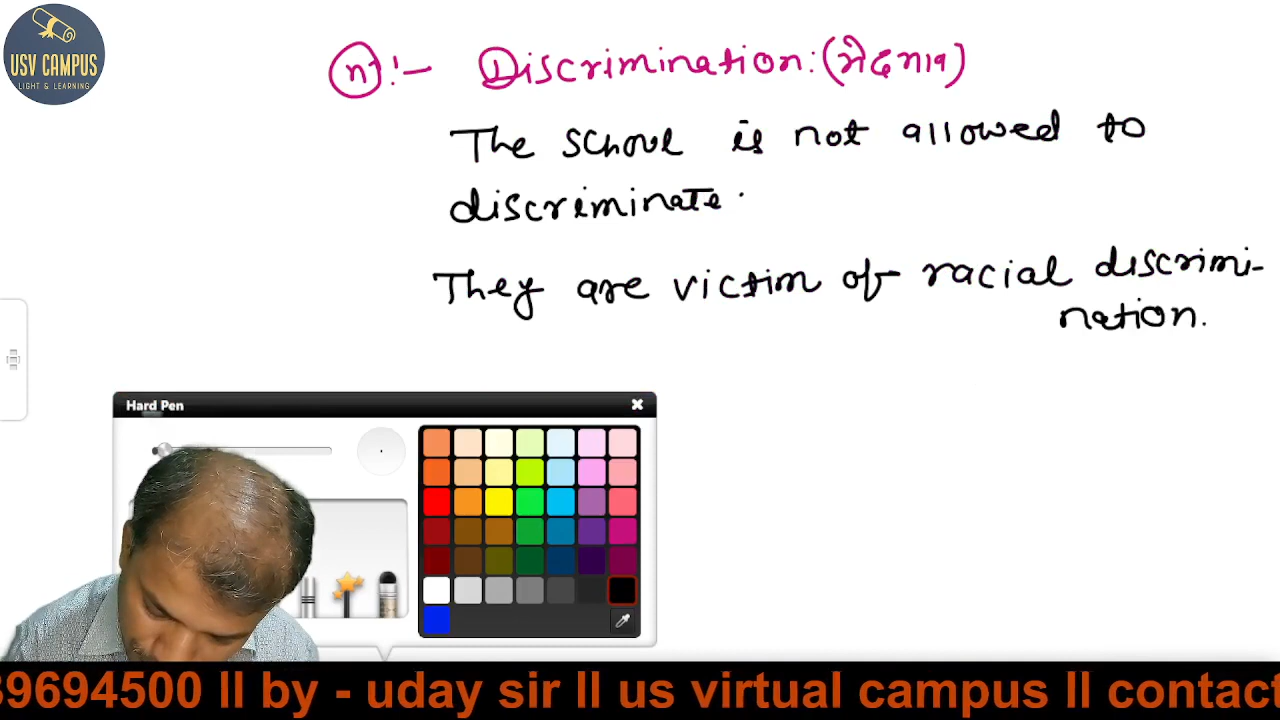 USV CAMPUS
LIGHT & LEARNING
n :- Discrimination: (भेदभाव)
The school is not allowed to
discriminate.
They are victim of racial discrimi-
nation.
Hard Pen
39694500 ll by - uday sir ll us virtual campus ll contact